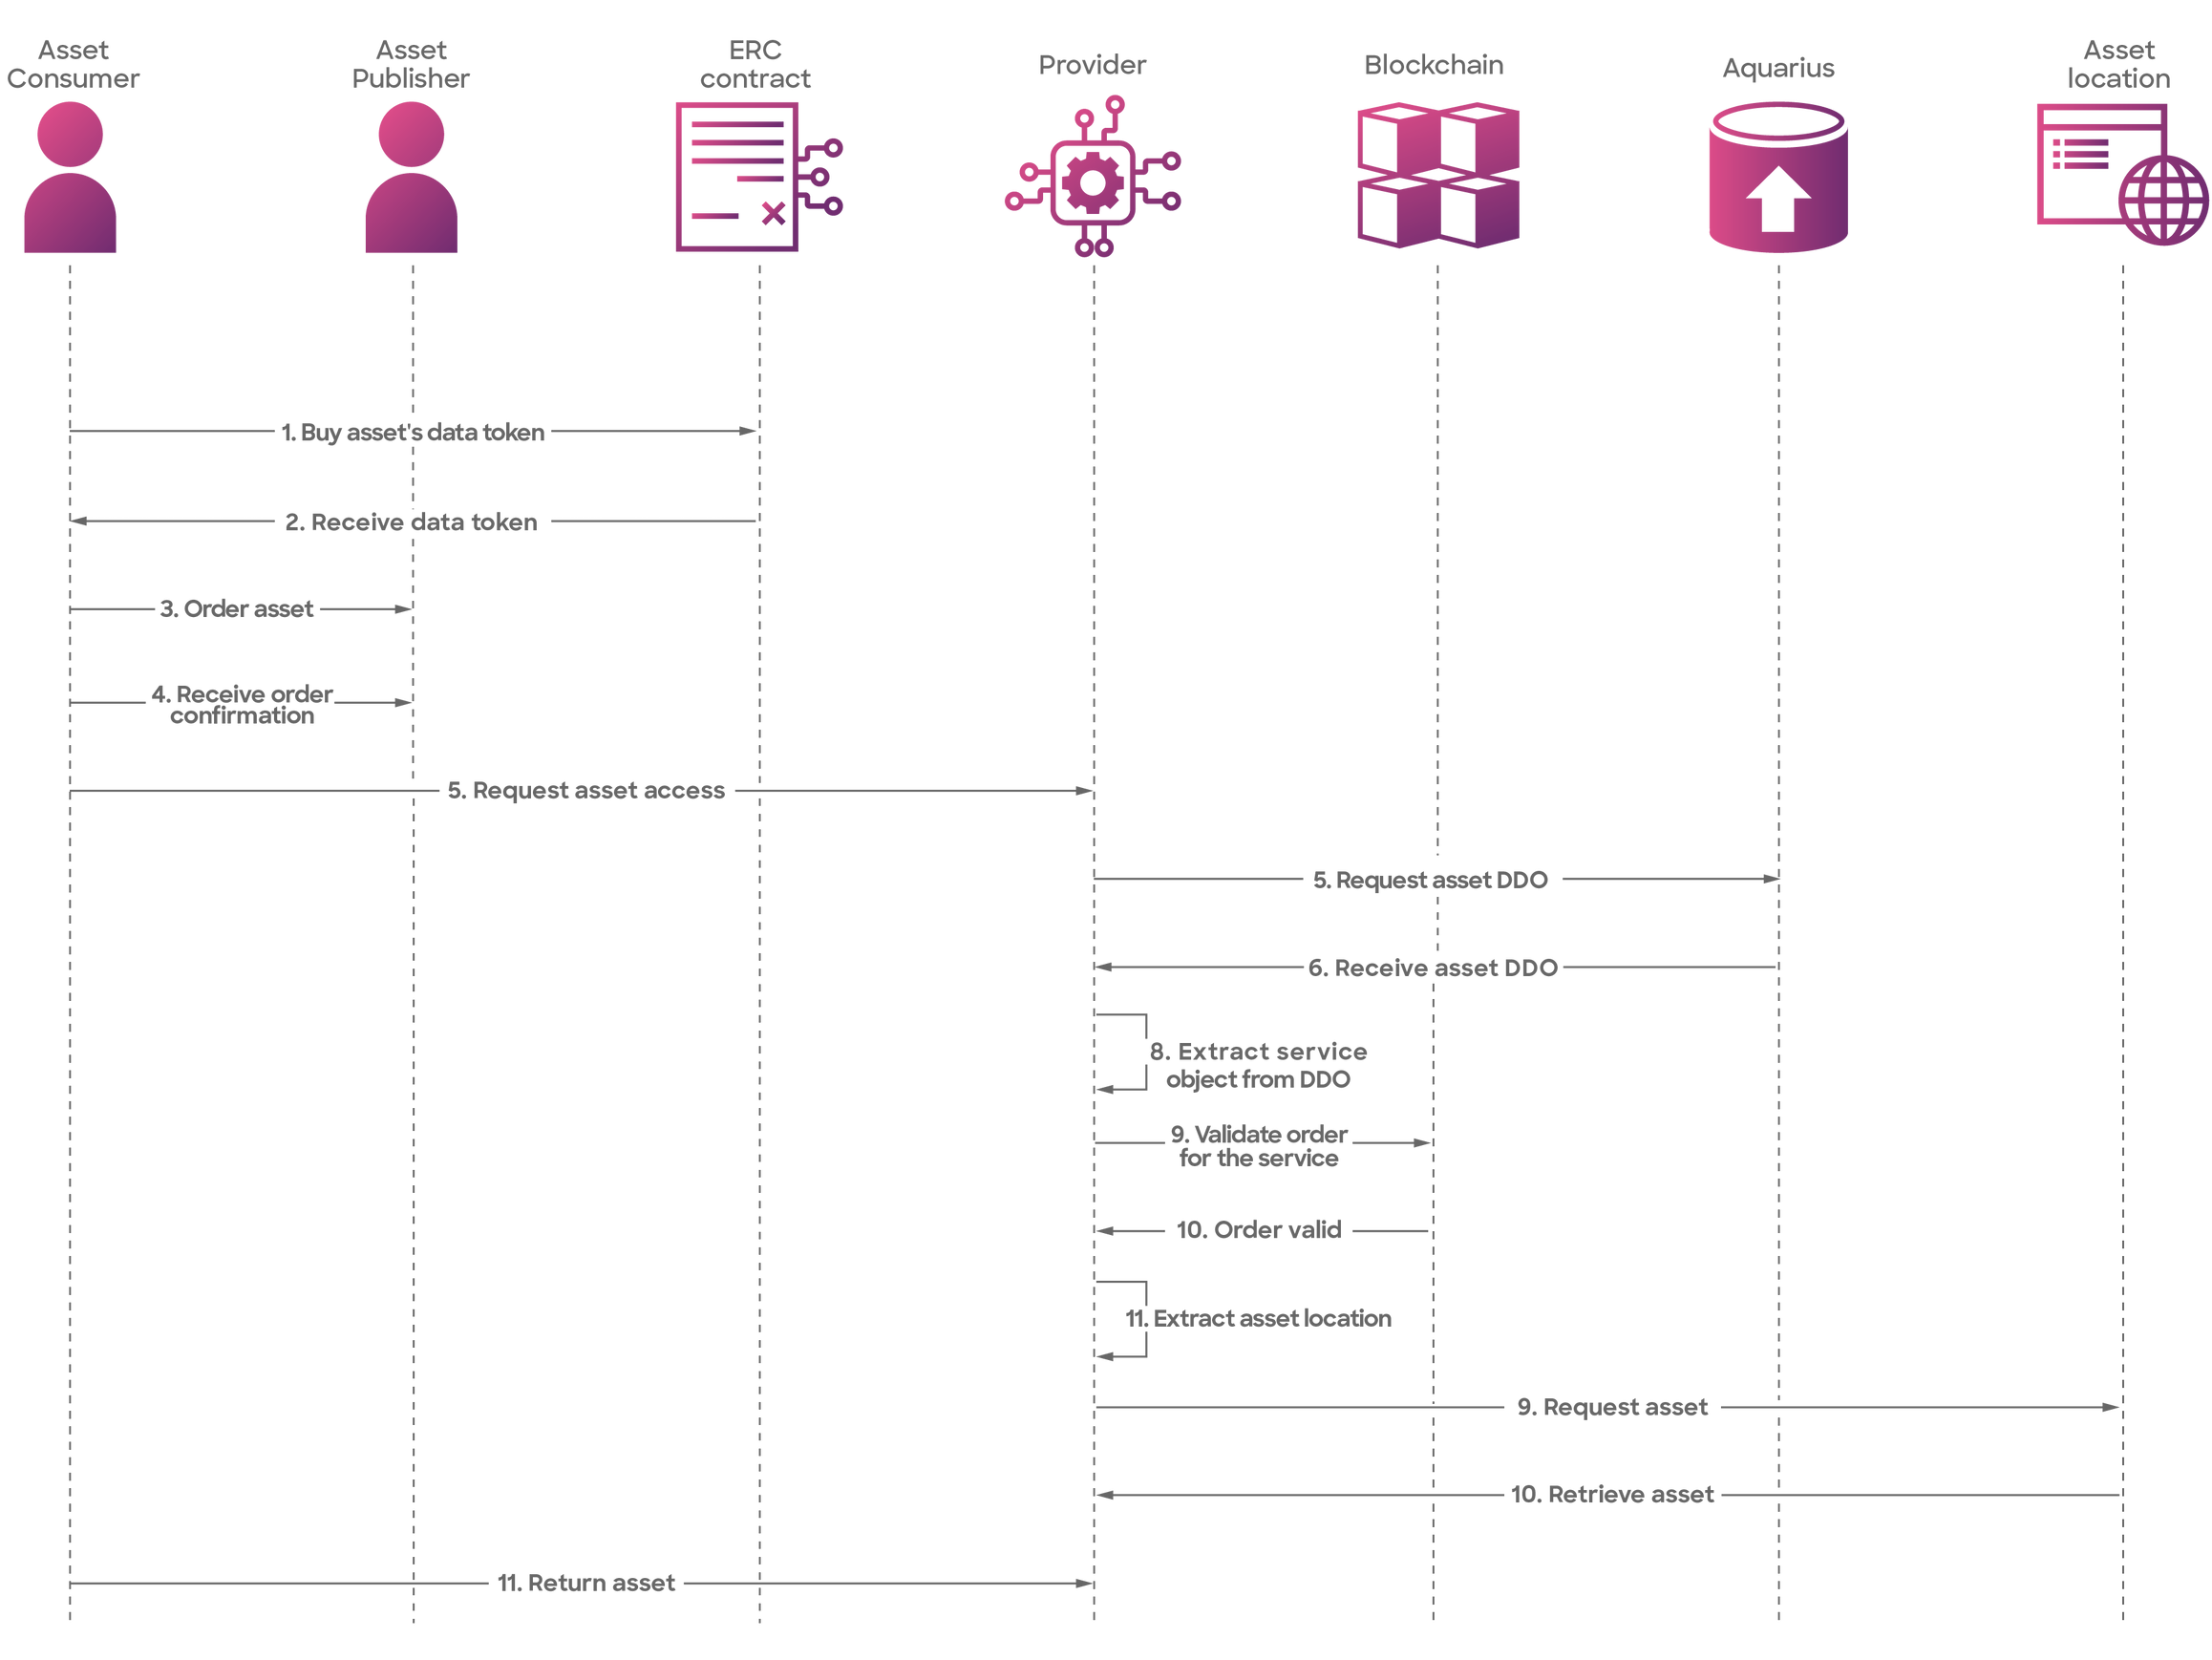 Asset
Consumer
Asset
Publisher
ERC
contract
Provider
Blockchain
Aquarius
Asset
location
1. Buy asset's data token
2. Receive data token
3. Order asset
4. Receive order
confirmation
5. Request asset access
5. Request asset DDO
6. Receive asset DDO
8. Extract service
object from DDO
9. Validate order
for the service
10. Order valid
11. Extract asset location
9. Request asset
10. Retrieve asset
11. Return asset